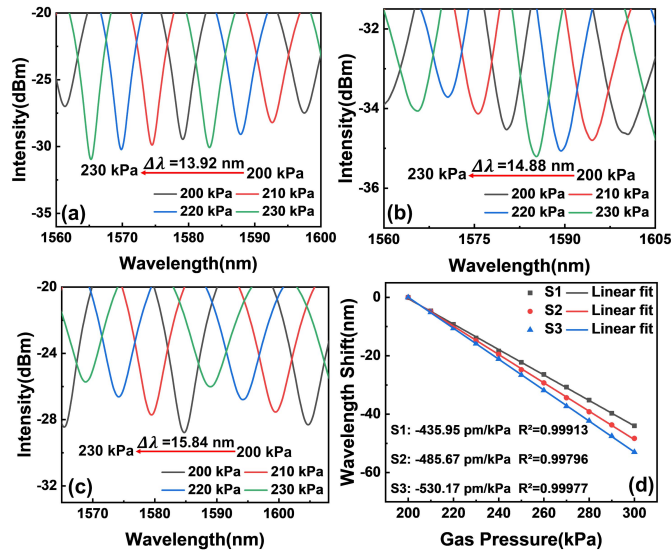 -20
-25
-30
-35
Intensity(dBm)
230 kPa
Δλ =13.92 nm
200 kPa
200 kPa 210 kPa
220 kPa 230 kPa
(a)
1560 1570 1580 1590 1600
Wavelength(nm)
-32
-34
-36
Intensity(dBm)
230 kPa
Δλ =14.88 nm
200 kPa
200 kPa 210 kPa
220 kPa 230 kPa
(b)
1560 1575 1590 1605
Wavelength(nm)
-20
-24
-28
-32
Intensity(dBm)
230 kPa
Δλ =15.84 nm
200 kPa
200 kPa 210 kPa
220 kPa 230 kPa
(c)
1570 1580 1590 1600
Wavelength(nm)
0
-20
-40
-60
Wavelength Shift(nm)
S1 Linear fit
S2 Linear fit
S3 Linear fit
S1: -435.95 pm/kPa R²=0.99913
S2: -485.67 pm/kPa R²=0.99796
S3: -530.17 pm/kPa R²=0.99977
(d)
200 220 240 260 280 300
Gas Pressure(kPa)